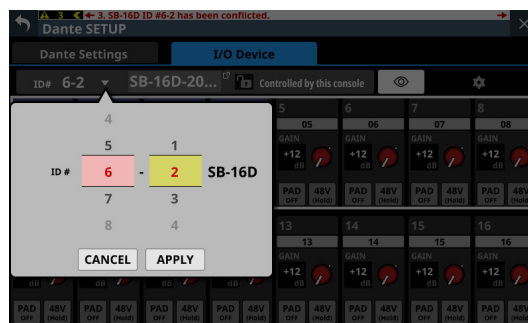 3 ← 3. SB-16D ID #6-2 has been conflicted. →
Dante SETUP
Dante Settings I/O Device
ID# 6-2 SB-16D-20... Controlled by this console
5 6 7 8
05 06 07 08
GAIN GAIN GAIN GAIN
+12 +12 +12 +12
dB dB dB dB
PAD 48V PAD 48V PAD 48V PAD 48V
OFF (Hold) OFF (Hold) OFF (Hold) OFF (Hold)
4
5 1
ID # 6 - 2 SB-16D
7 3
8 4
CANCEL APPLY
13 14 15 16
13 14 15 16
GAIN GAIN GAIN GAIN
+12 +12 +12 +12
dB dB dB dB dB dB dB dB
PAD 48V PAD 48V PAD 48V PAD 48V PAD 48V PAD 48V PAD 48V PAD 48V
OFF (Hold) OFF (Hold) OFF (Hold) OFF (Hold) OFF (Hold) OFF (Hold) OFF (Hold) OFF (Hold)